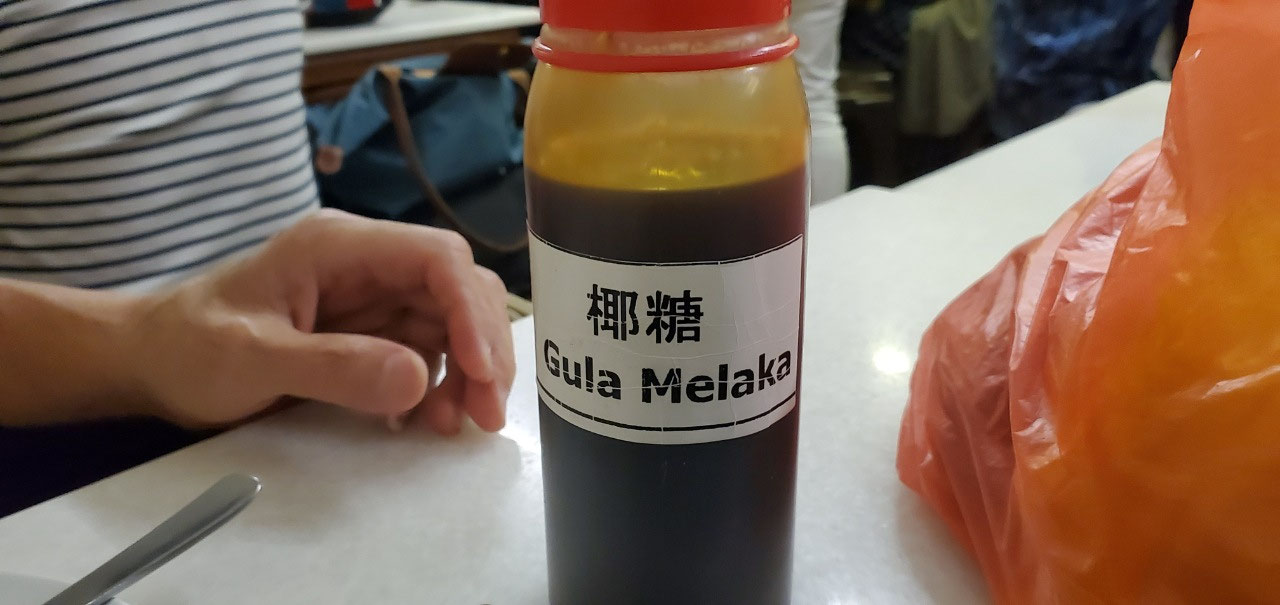 椰糖
Gula Melaka